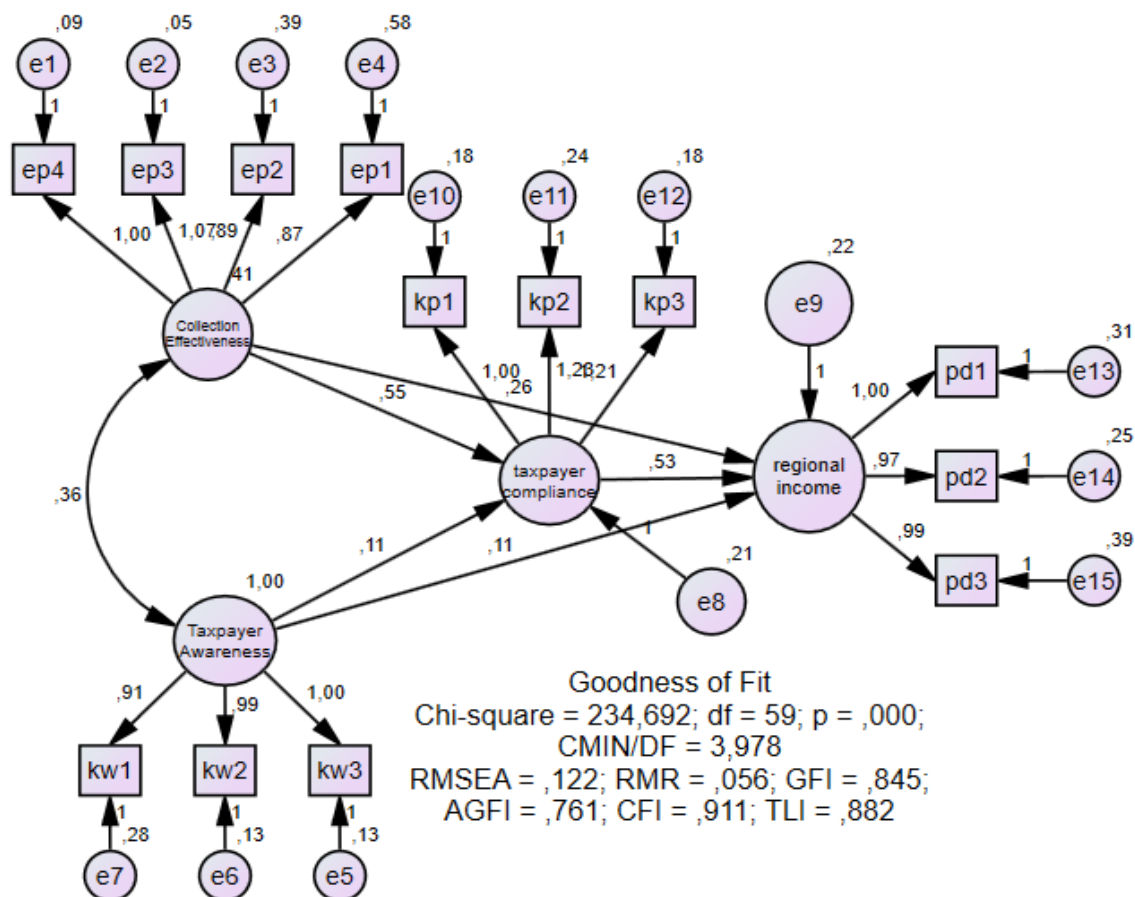 ,09
,05
,39
,58
e1
e2
e3
e4
1
1
1
1
ep4
ep3
ep2
ep1
,18
,24
,18
e10
e11
e12
1
1
1
1,00
1,07
,89
,87
,41
kp1
kp2
kp3
,22
e9
Collection
Effectiveness
1,00
1,23
1,21
,26
1
,31
pd1
1
e13
1,00
,55
taxpayer
compliance
,53
regional
income
,97
,25
pd2
1
e14
,36
,11
,11
1
,99
,39
pd3
1
e15
1,00
,21
e8
Taxpayer
Awareness
,91
,99
1,00
kw1
kw2
kw3
1
1
1
,28
,13
,13
e7
e6
e5
Goodness of Fit
Chi-square = 234,692; df = 59; p = ,000;
CMIN/DF = 3,978
RMSEA = ,122; RMR = ,056; GFI = ,845;
AGFI = ,761; CFI = ,911; TLI = ,882